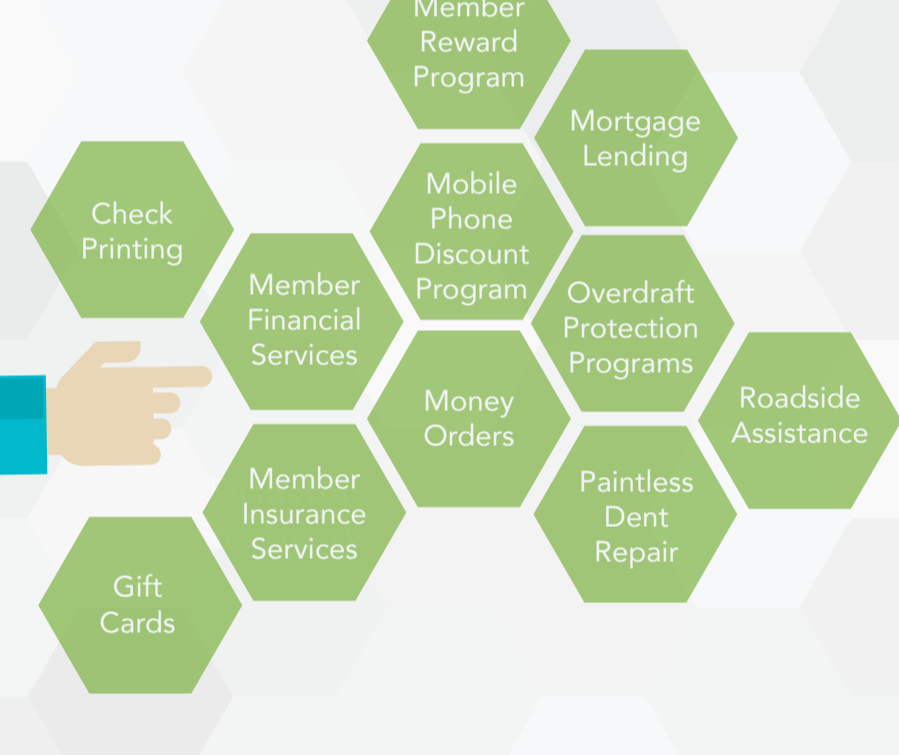 Member
Reward
Program
Mortgage
Lending
Check
Printing
Mobile
Phone
Discount
Program
Member
Financial
Services
Overdraft
Protection
Programs
Money
Orders
Roadside
Assistance
Member
Insurance
Services
Paintless
Dent
Repair
Gift
Cards